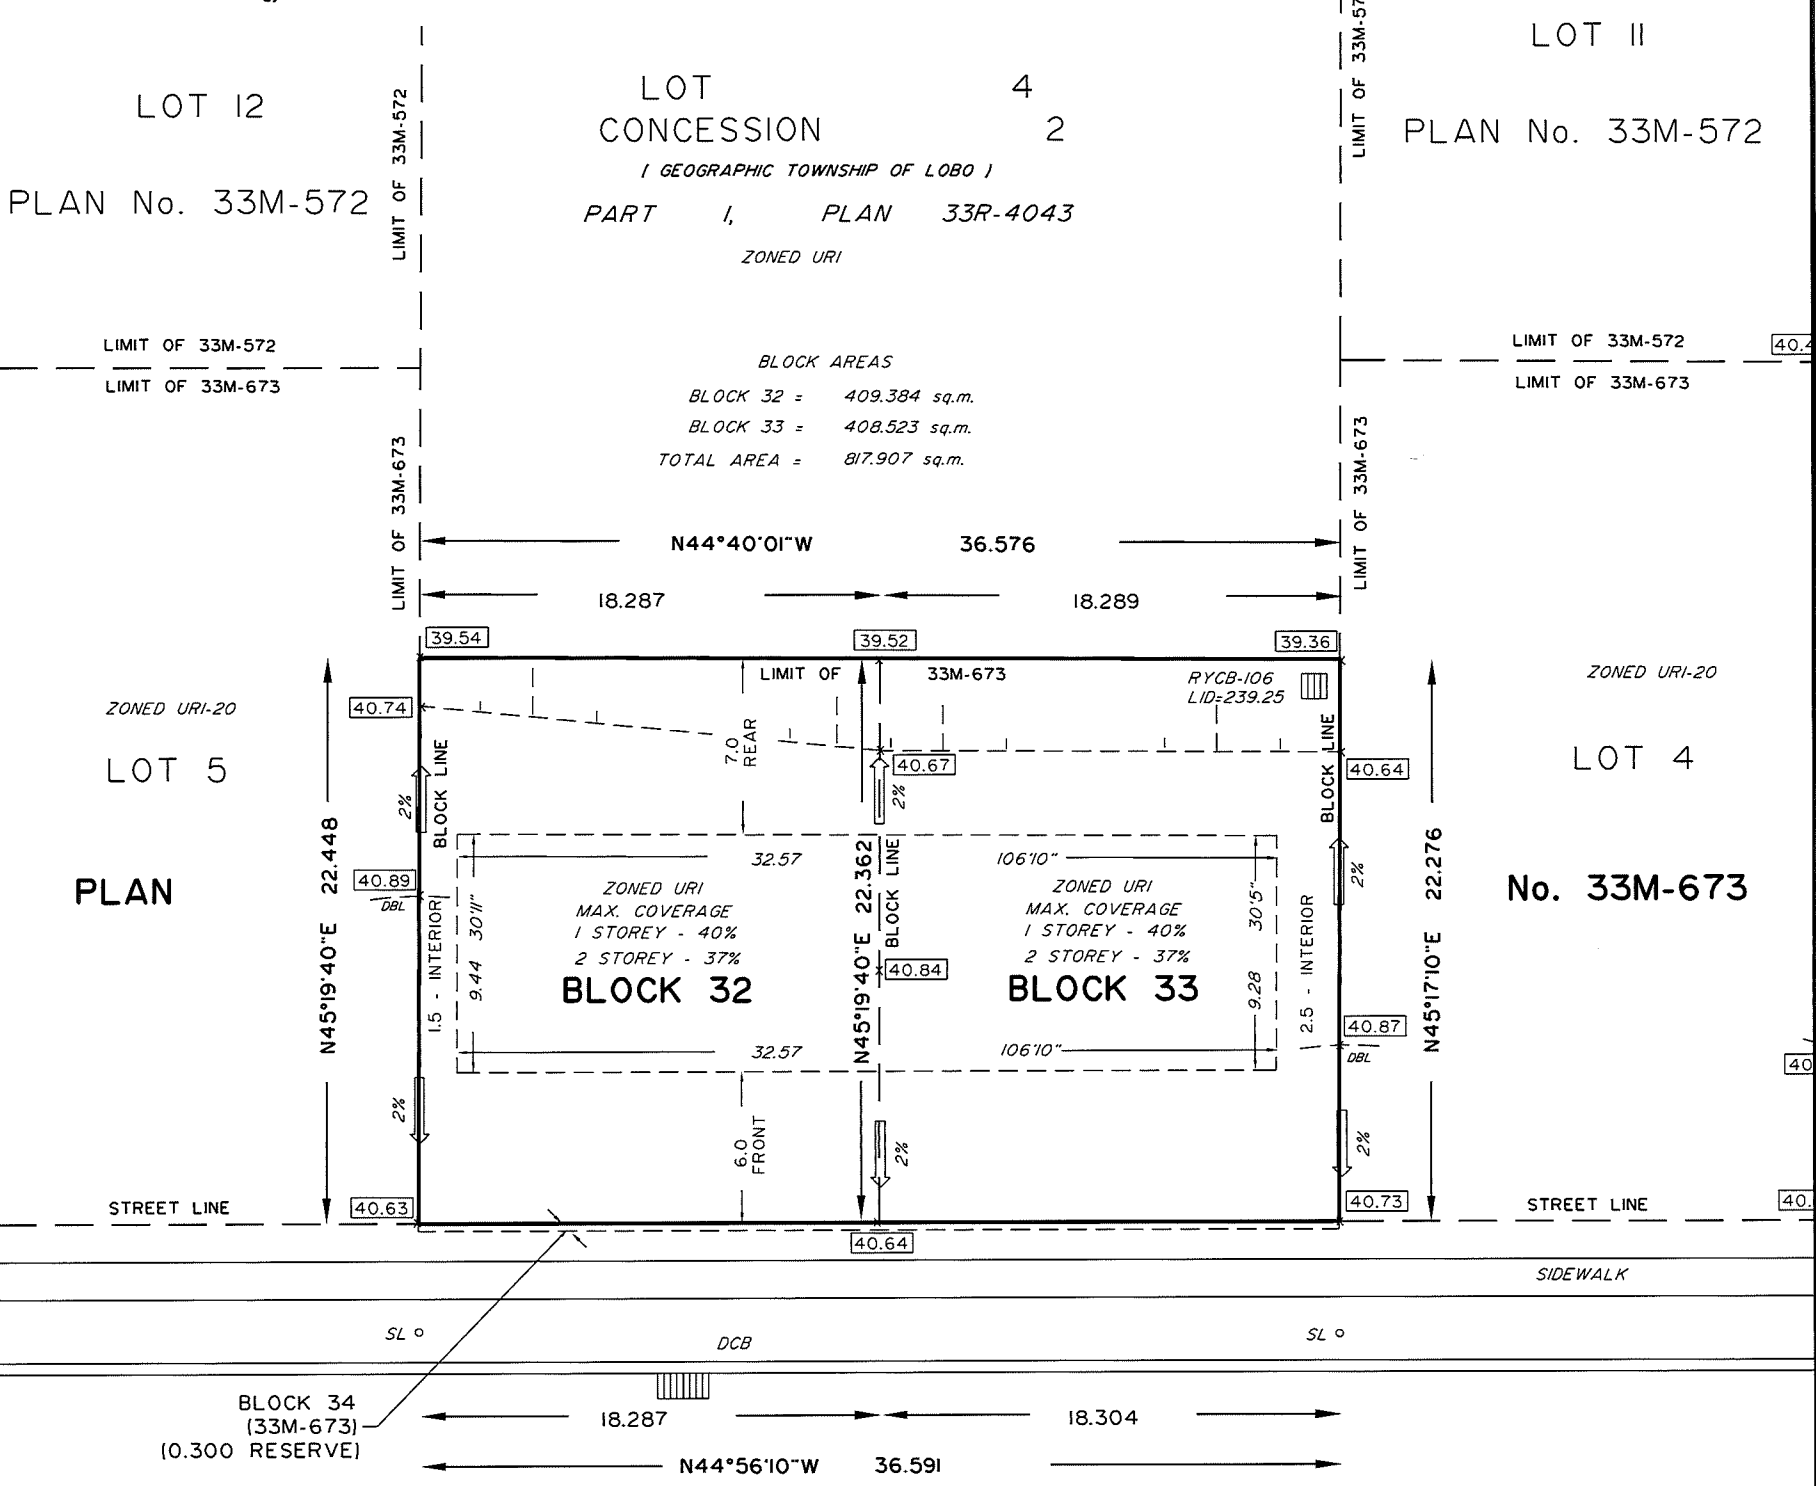 LOT 12
PLAN No. 33M-572
LIMIT OF 33M-572
LOT 4
CONCESSION 2
( GEOGRAPHIC TOWNSHIP OF LOBO )
PART 1, PLAN 33R-4043
ZONED UR1
LIMIT OF 33M-572
LOT 11
PLAN No. 33M-572
LIMIT OF 33M-572
LIMIT OF 33M-673
LIMIT OF 33M-572
LIMIT OF 33M-673
BLOCK AREAS
BLOCK 32 = 409.384 sq.m.
BLOCK 33 = 408.523 sq.m.
TOTAL AREA = 817.907 sq.m.
LIMIT OF 33M-673
LIMIT OF 33M-673
N44°40'01"W 36.576
18.287
18.289
39.54
39.52
39.36
LIMIT OF 33M-673
RYCB-106
LID=239.25
ZONED UR1-20
LOT 5
40.74
ZONED UR1-20
LOT 4
7.0
REAR
40.67
40.64
BLOCK LINE
BLOCK LINE
BLOCK LINE
2%
2%
2%
N45°19'40"E 22.448
N45°19'40"E 22.362
N45°17'10"E 22.276
PLAN
No. 33M-673
40.89
DBL
32.57
106'10"
1.5 - INTERIOR
9.44 30'11"
ZONED UR1
MAX. COVERAGE
1 STOREY - 40%
2 STOREY - 37%
BLOCK 32
40.84
ZONED UR1
MAX. COVERAGE
1 STOREY - 40%
2 STOREY - 37%
BLOCK 33
9.28 30'5"
2.5 - INTERIOR
40.87
DBL
32.57
106'10"
2%
2%
2%
6.0
FRONT
STREET LINE
40.63
40.64
40.73
STREET LINE
SIDEWALK
SL
DCB
SL
BLOCK 34
(33M-673)
(0.300 RESERVE)
18.287
18.304
N44°56'10"W 36.591